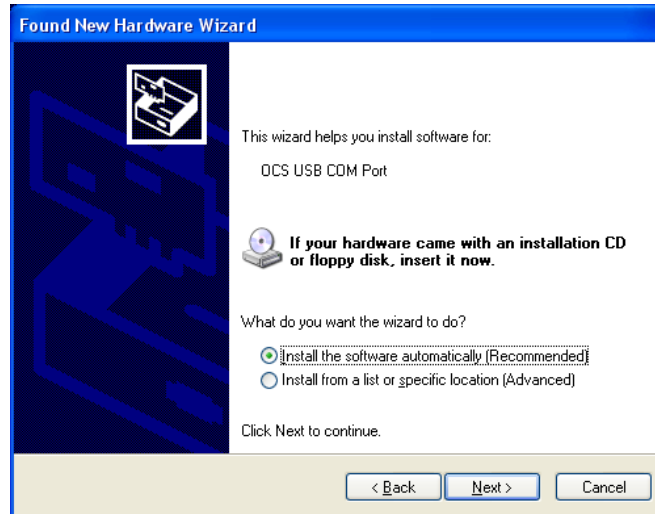 Found New Hardware Wizard
This wizard helps you install software for:
OCS USB COM Port
If your hardware came with an installation CD
or floppy disk, insert it now.
What do you want the wizard to do?
Install the software automatically (Recommended)
Install from a list or specific location (Advanced)
Click Next to continue.
< Back Next > Cancel